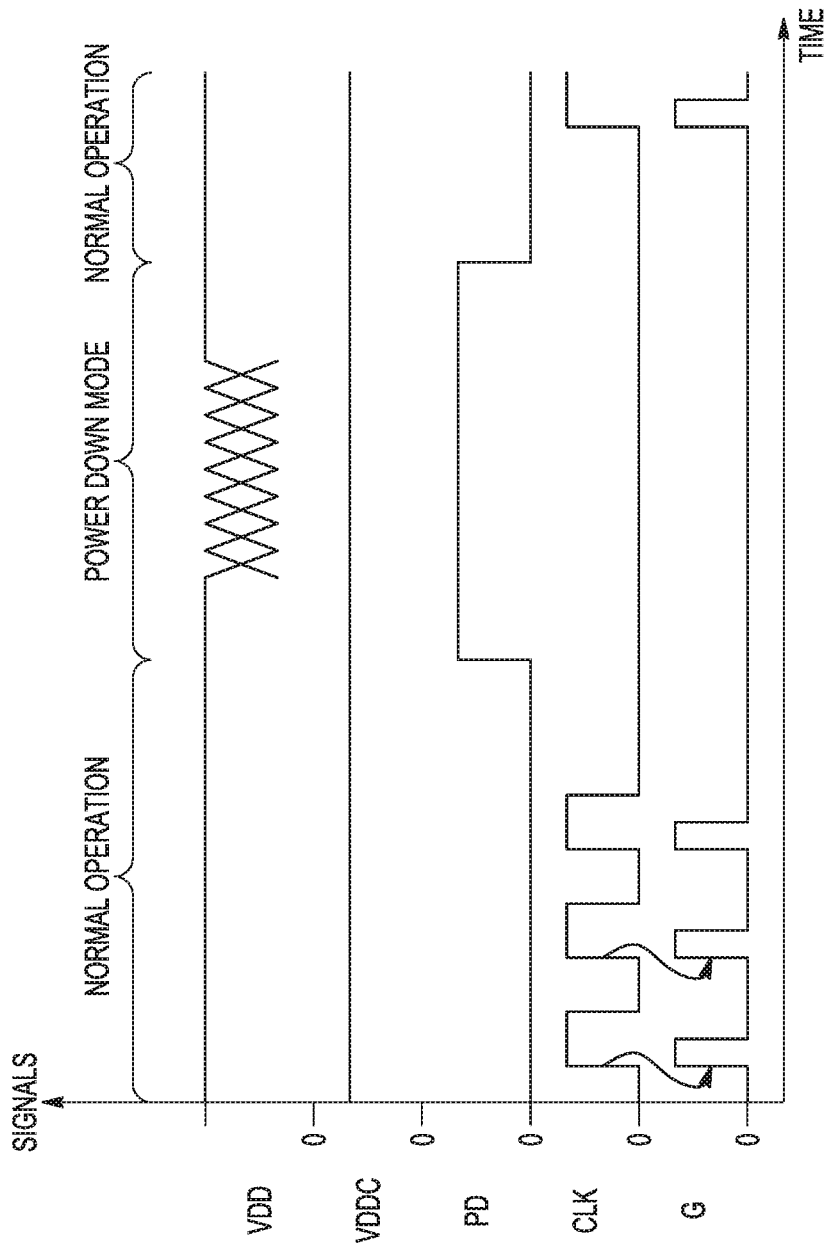 SIGNALS
NORMAL OPERATION
POWER DOWN MODE
NORMAL OPERATION
VDD
0
VDDC
0
PD
0
CLK
0
G
0
TIME